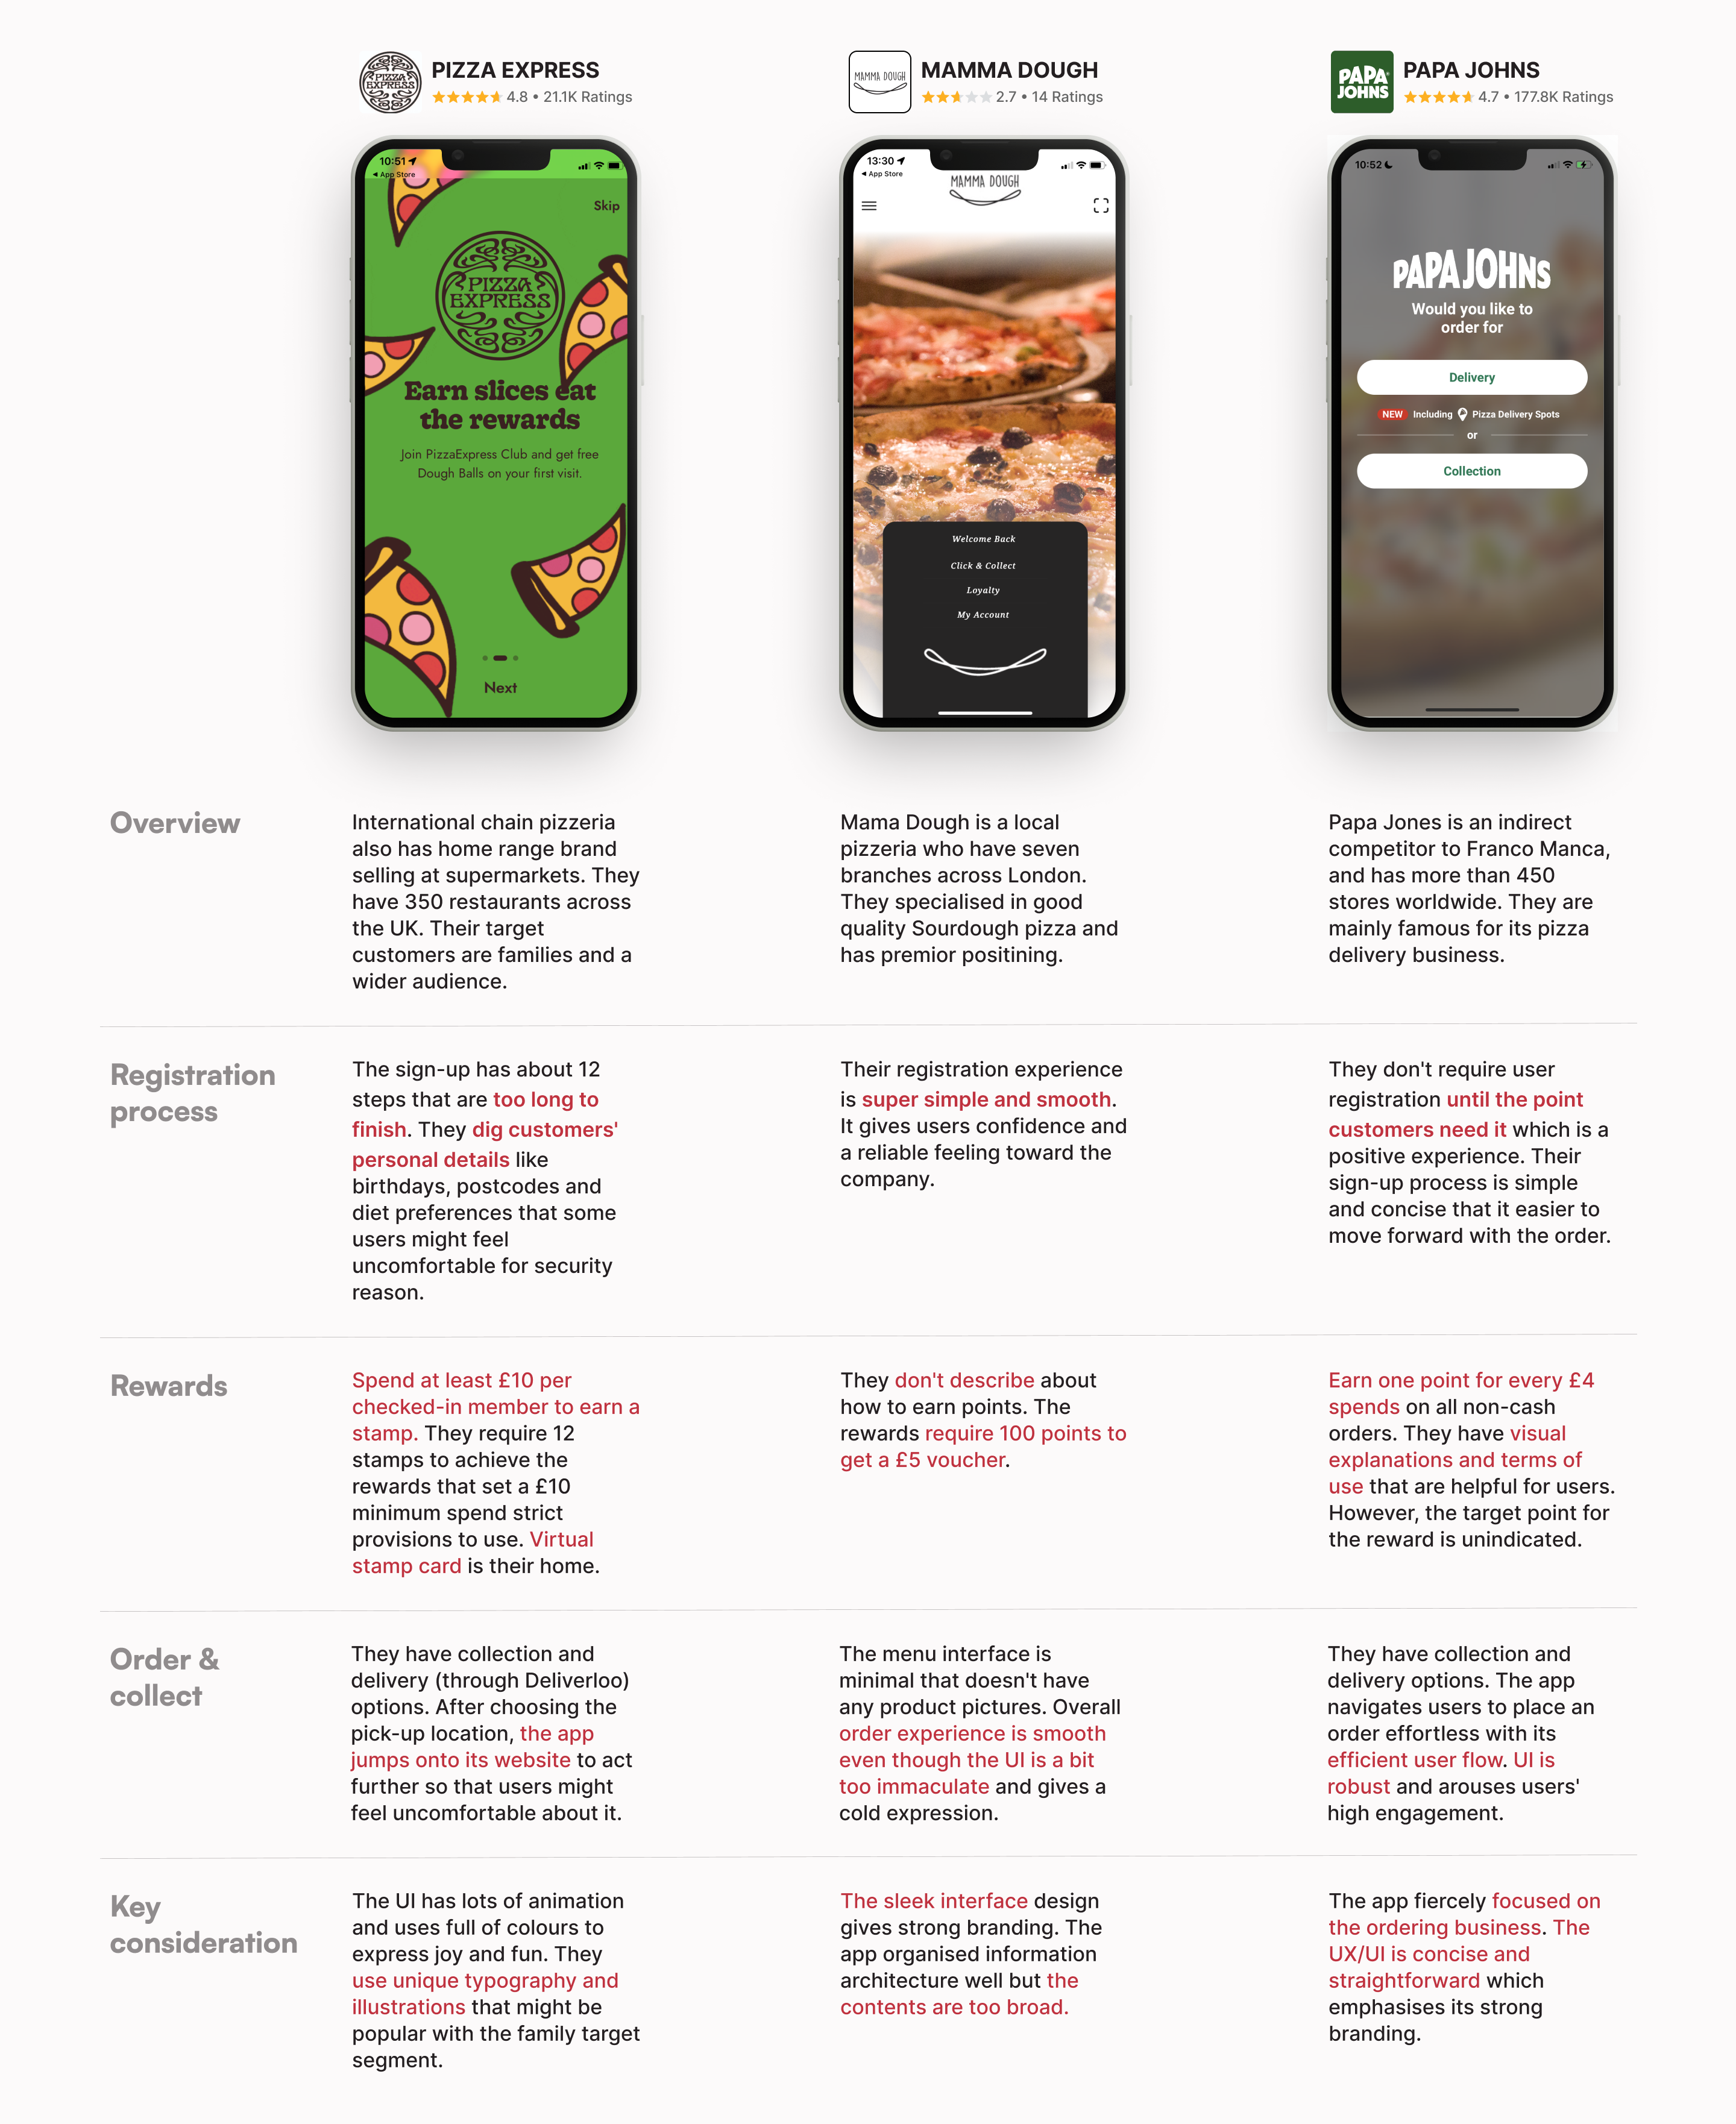 PIZZA EXPRESS
PIZZA EXPRESS
4.8 • 21.1K Ratings
MAMMA DOUGH
MAMMA DOUGH
2.7 • 14 Ratings
PAPA JOHNS
PAPA JOHNS
4.7 • 177.8K Ratings
10:51
App Store
Skip
PIZZA
EXPRESS
Earn slices eat
the rewards
Join PizzaExpress Club and get free
Dough Balls on your first visit.
Next
13:30
App Store
MAMMA DOUGH
Welcome Back
Click & Collect
Loyalty
My Account
10:52
PAPA JOHNS
Would you like to
order for
Delivery
NEW Including Pizza Delivery Spots
or
Collection
Overview
International chain pizzeria
also has home range brand
selling at supermarkets. They
have 350 restaurants across
the UK. Their target
customers are families and a
wider audience.
Mama Dough is a local
pizzeria who have seven
branches across London.
They specialised in good
quality Sourdough pizza and
has premior positining.
Papa Jones is an indirect
competitor to Franco Manca,
and has more than 450
stores worldwide. They are
mainly famous for its pizza
delivery business.
Registration
process
The sign-up has about 12
steps that are too long to
finish. They dig customers'
personal details like
birthdays, postcodes and
diet preferences that some
users might feel
uncomfortable for security
reason.
Their registration experience
is super simple and smooth.
It gives users confidence and
a reliable feeling toward the
company.
They don't require user
registration until the point
customers need it which is a
positive experience. Their
sign-up process is simple
and concise that it easier to
move forward with the order.
Rewards
Spend at least £10 per
checked-in member to earn a
stamp. They require 12
stamps to achieve the
rewards that set a £10
minimum spend strict
provisions to use. Virtual
stamp card is their home.
They don't describe about
how to earn points. The
rewards require 100 points to
get a £5 voucher.
Earn one point for every £4
spends on all non-cash
orders. They have visual
explanations and terms of
use that are helpful for users.
However, the target point for
the reward is unindicated.
Order &
collect
They have collection and
delivery (through Deliverloo)
options. After choosing the
pick-up location, the app
jumps onto its website to act
further so that users might
feel uncomfortable about it.
The menu interface is
minimal that doesn't have
any product pictures. Overall
order experience is smooth
even though the UI is a bit
too immaculate and gives a
cold expression.
They have collection and
delivery options. The app
navigates users to place an
order effortless with its
efficient user flow. UI is
robust and arouses users'
high engagement.
Key
consideration
The UI has lots of animation
and uses full of colours to
express joy and fun. They
use unique typography and
illustrations that might be
popular with the family target
segment.
The sleek interface design
gives strong branding. The
app organised information
architecture well but the
contents are too broad.
The app fiercely focused on
the ordering business. The
UX/UI is concise and
straightforward which
emphasises its strong
branding.